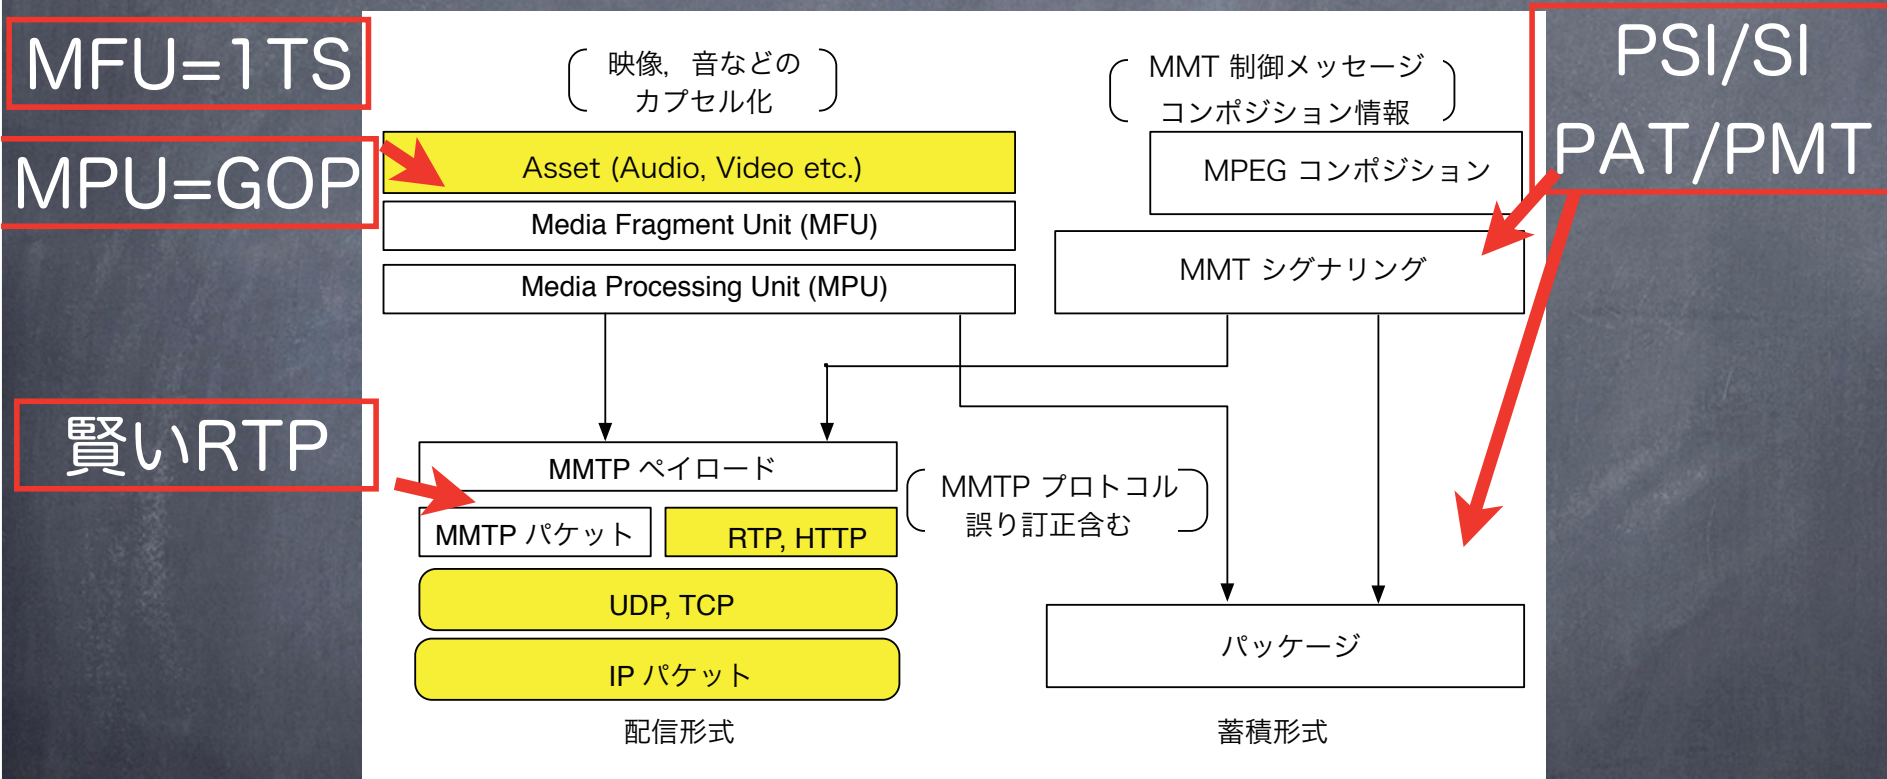 MFU=1TS
MPU=GOP
賢いRTP
映像，音などの
カプセル化
Asset (Audio, Video etc.)
Media Fragment Unit (MFU)
Media Processing Unit (MPU)
MMT 制御メッセージ
コンポジション情報
MPEG コンポジション
MMT シグナリング
PSI/SI
PAT/PMT
MMTP ペイロード
MMTP パケット
RTP, HTTP
MMTP プロトコル
誤り訂正含む
UDP, TCP
IP パケット
配信形式
パッケージ
蓄積形式